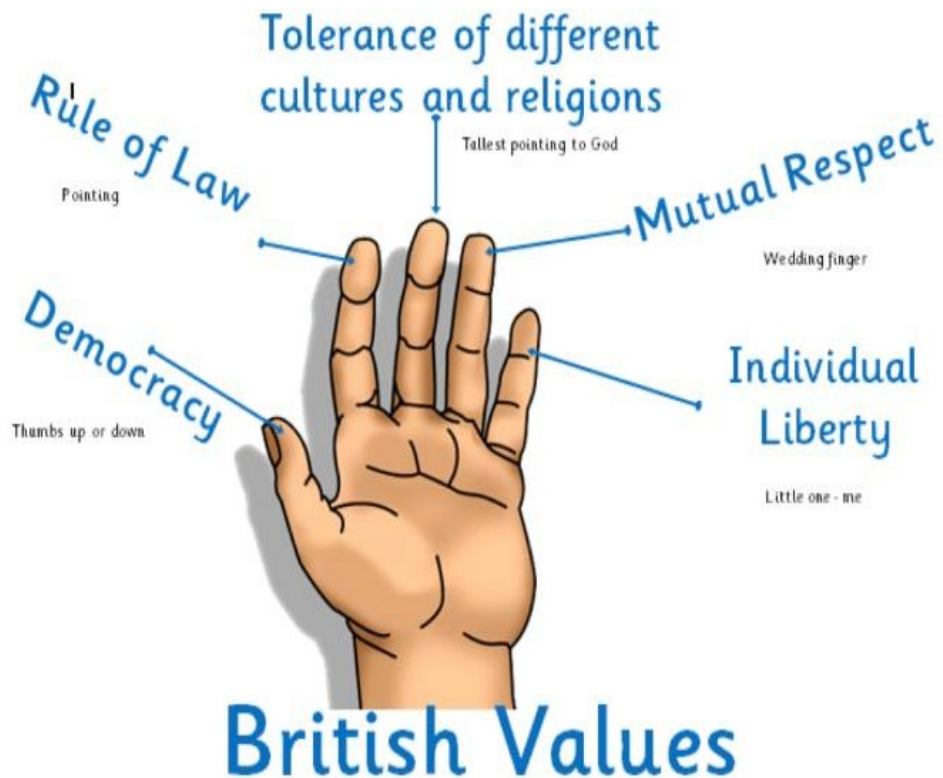 Tolerance of different
cultures and religions
Tallest pointing to God
Rule of Law
Pointing
Mutual Respect
Wedding finger
Democracy
Thumbs up or down
Individual
Liberty
Little one - me
British Values